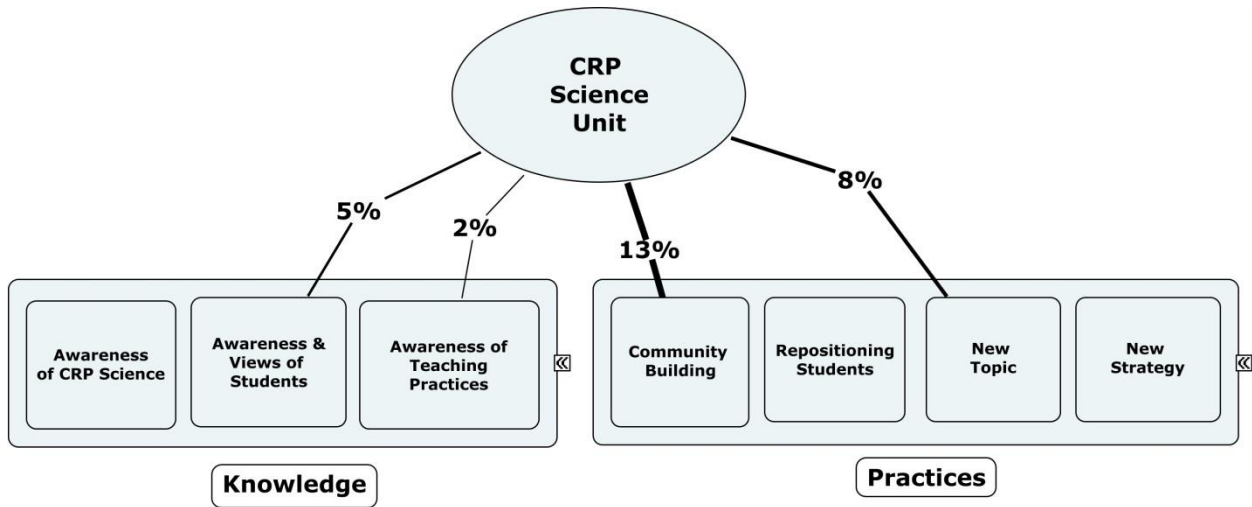 CRP
Science
Unit
5%
2%
13%
8%
Awareness
of CRP Science
Awareness &
Views of
Students
Awareness of
Teaching
Practices
Community
Building
Repositioning
Students
New
Topic
New
Strategy
Knowledge
Practices